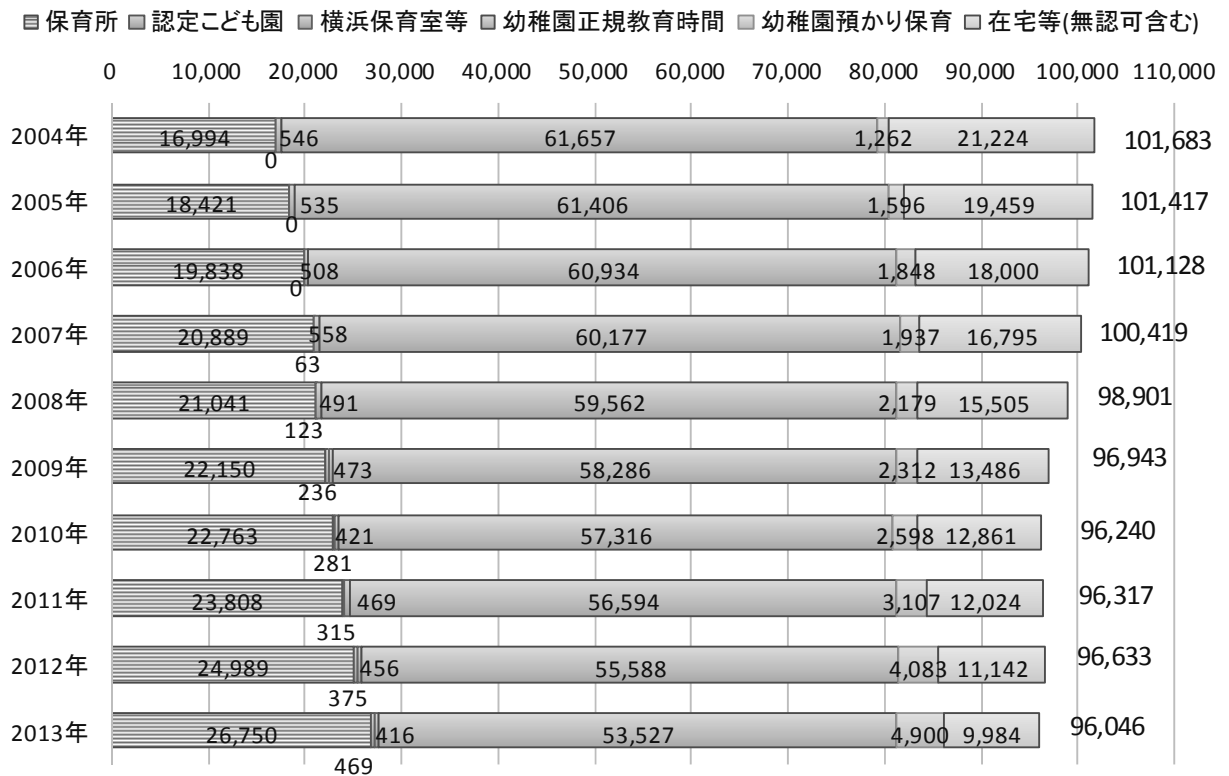 保育所 認定こども園 横浜保育室等 幼稚園正規教育時間 幼稚園預かり保育 在宅等(無認可含む)
0 10,000 20,000 30,000 40,000 50,000 60,000 70,000 80,000 90,000 100,000 110,000
2004年 16,994 546 61,657 1,262 21,224 101,683
0
2005年 18,421 535 61,406 1,596 19,459 101,417
0
2006年 19,838 508 60,934 1,848 18,000 101,128
0
2007年 20,889 558 60,177 1,937 16,795 100,419
63
2008年 21,041 491 59,562 2,179 15,505 98,901
123
2009年 22,150 473 58,286 2,312 13,486 96,943
236
2010年 22,763 421 57,316 2,598 12,861 96,240
281
2011年 23,808 469 56,594 3,107 12,024 96,317
315
2012年 24,989 456 55,588 4,083 11,142 96,633
375
2013年 26,750 416 53,527 4,900 9,984 96,046
469